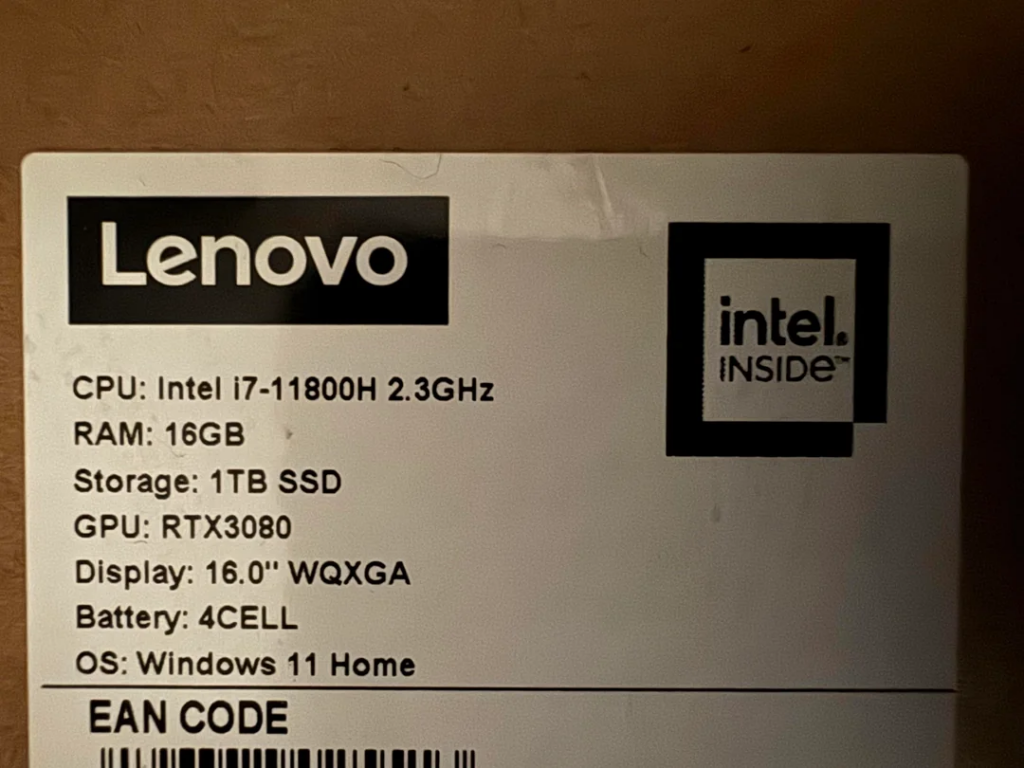 Lenovo
intel.
INSIDE™
CPU: Intel i7-11800H 2.3GHz
RAM: 16GB
Storage: 1TB SSD
GPU: RTX3080
Display: 16.0" WQXGA
Battery: 4CELL
OS: Windows 11 Home
EAN CODE